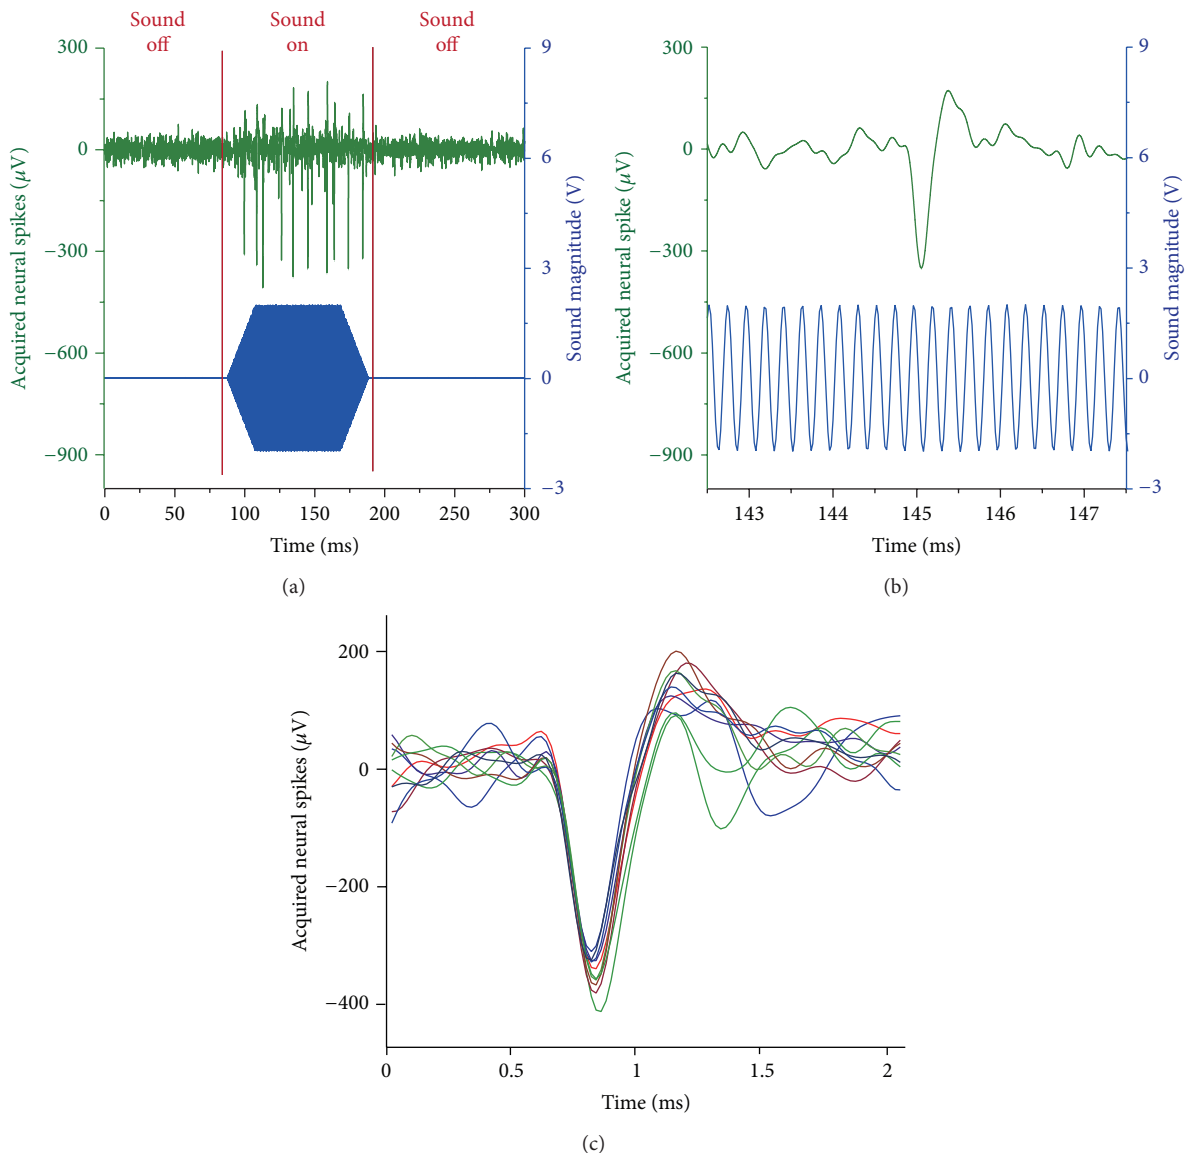 Sound off
Sound on
Sound off
300
0
−300
−600
−900
Acquired neural spikes (μV)
9
6
3
0
−3
Sound magnitude (V)
0
50
100
150
200
250
300
Time (ms)
(a)
300
0
−300
−600
−900
Acquired neural spike (μV)
9
6
3
0
−3
Sound magnitude (V)
143
144
145
146
147
Time (ms)
(b)
200
0
−200
−400
Acquired neural spikes (μV)
0
0.5
1
1.5
2
Time (ms)
(c)